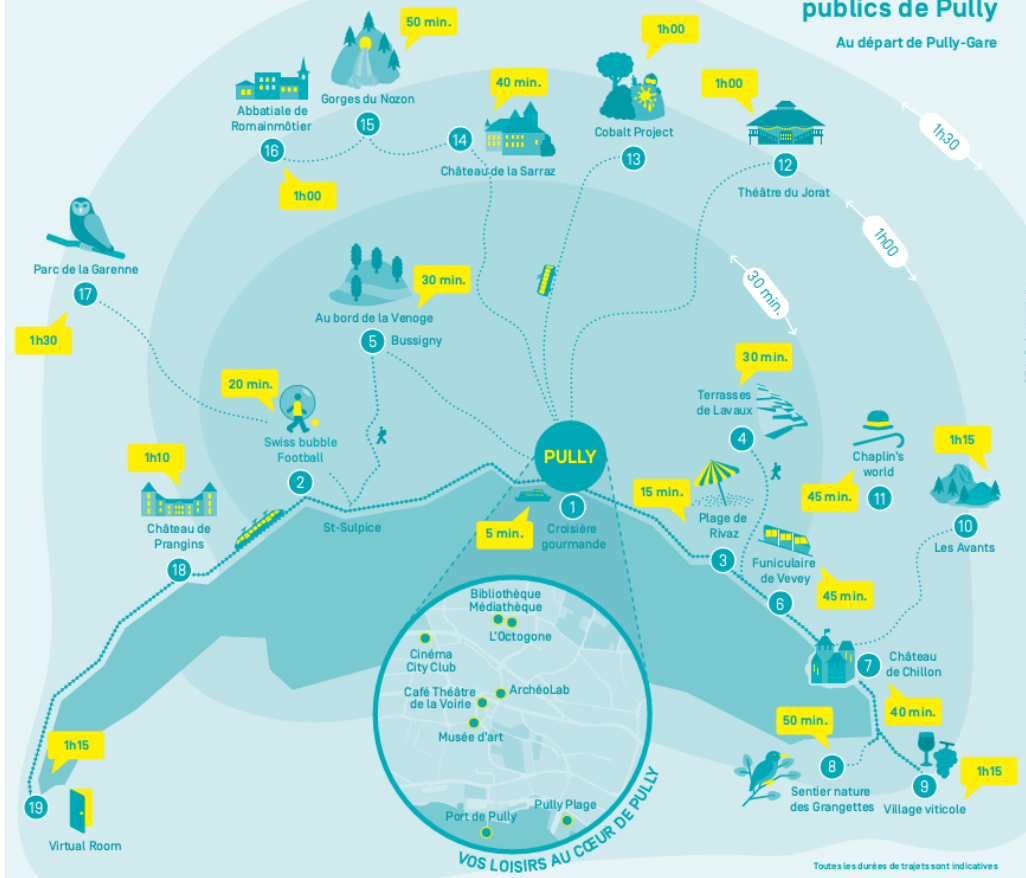 publics de Pully
Au départ de Pully-Gare
50 min.
1h00
40 min.
1h00
1h30
Abbatiale de
Romainmôtier
16
1h00
Gorges du Nozon
15
14
Château de la Sarraz
Cobalt Project
13
12
Théâtre du Jorat
1h00
30 min.
Parc de la Garenne
17
1h30
30 min.
Au bord de la Venoge
5
Bussigny
20 min.
Swiss bubble
Football
2
1h10
Château de
Prangins
18
St-Sulpice
PULLY
1
Croisière
gourmande
5 min.
30 min.
Terrasses
de Lavaux
4
15 min.
Plage de
Rivaz
3
Chaplin's
world
11
45 min.
1h15
10
Les Avants
Funiculaire
de Vevey
6
45 min.
7
Château
de Chillon
40 min.
50 min.
8
Sentier nature
des Grangettes
9
Village viticole
1h15
1h15
19
Virtual Room
Bibliothèque
Médiathèque
L'Octogone
Cinéma
City Club
Café Théâtre
de la Voirie
ArchéoLab
Musée d'art
Pully Plage
Port de Pully
VOS LOISIRS AU CŒUR DE PULLY
Toutes les durées de trajets sont indicatives